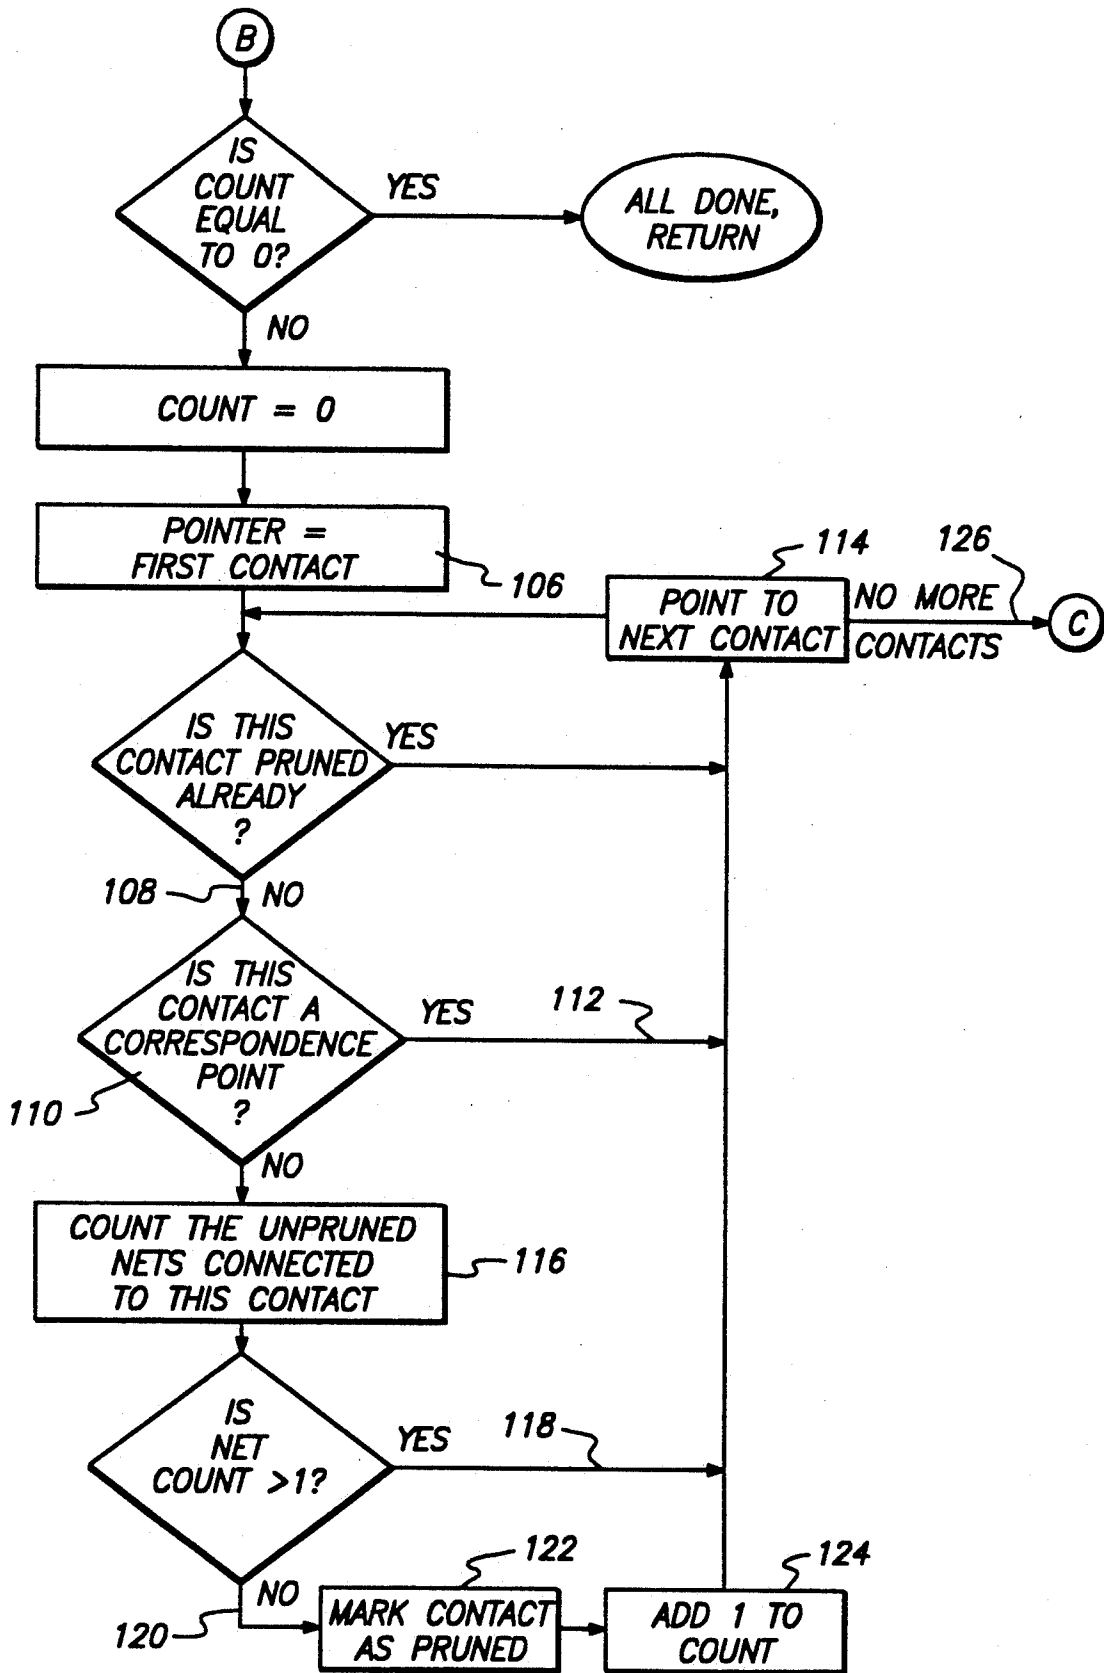 B
IS
COUNT
EQUAL
TO 0?
YES
ALL DONE,
RETURN
NO
COUNT = 0
POINTER =
FIRST CONTACT
106
114
126
POINT TO
NEXT CONTACT
NO MORE
CONTACTS
C
IS THIS
CONTACT PRUNED
ALREADY
?
YES
108
NO
IS THIS
CONTACT A
CORRESPONDENCE
POINT
?
YES
112
110
NO
COUNT THE UNPRUNED
NETS CONNECTED
TO THIS CONTACT
116
IS
NET
COUNT >1?
YES
118
NO
120
122
MARK CONTACT
AS PRUNED
124
ADD 1 TO
COUNT